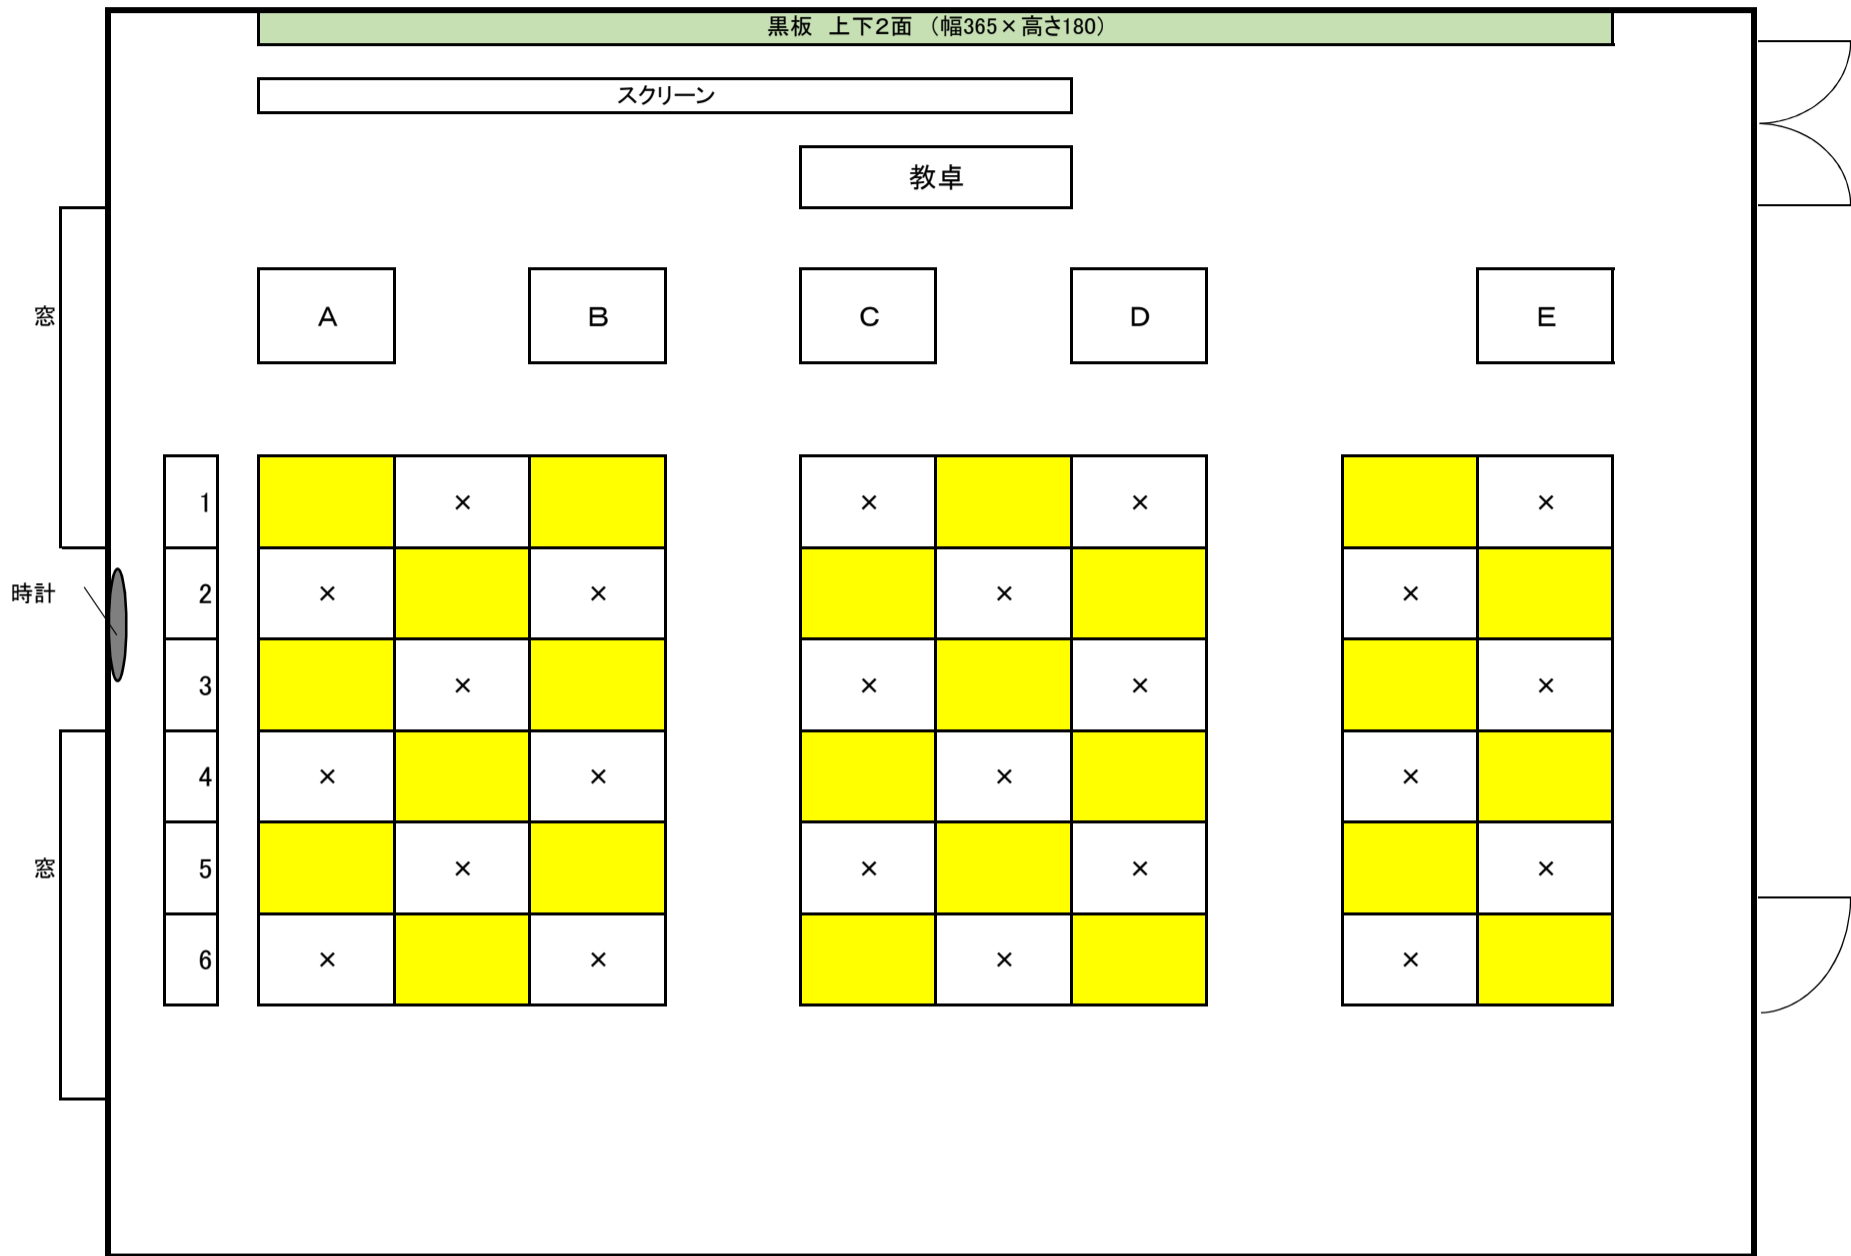 黒板 上下2面 （幅365×高さ180）
スクリーン
教卓
窓
A B C D E
1 × × × ×
時計
2 × × × ×
3 × × × ×
4 × × × ×
窓
5 × × × ×
6 × × × ×